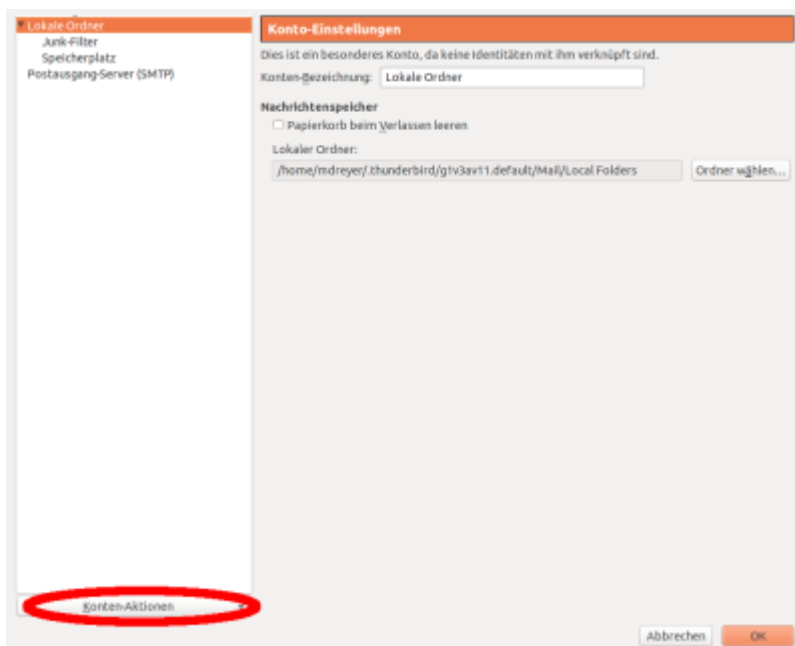 Lokale Ordner
Junk-Filter
Speicherplatz
Postausgang-Server (SMTP)
Konto-Einstellungen
Dies ist ein besonderes Konto, da keine Identitäten mit ihm verknüpft sind.
Konten-Bezeichnung: Lokale Ordner
Nachrichtenspeicher
Papierkorb beim Verlassen leeren
Lokaler Ordner:
/home/mdreyer/.thunderbird/g1v3av11.default/Mail/Local Folders Ordner wählen...
Konten-Aktionen
Abbrechen OK